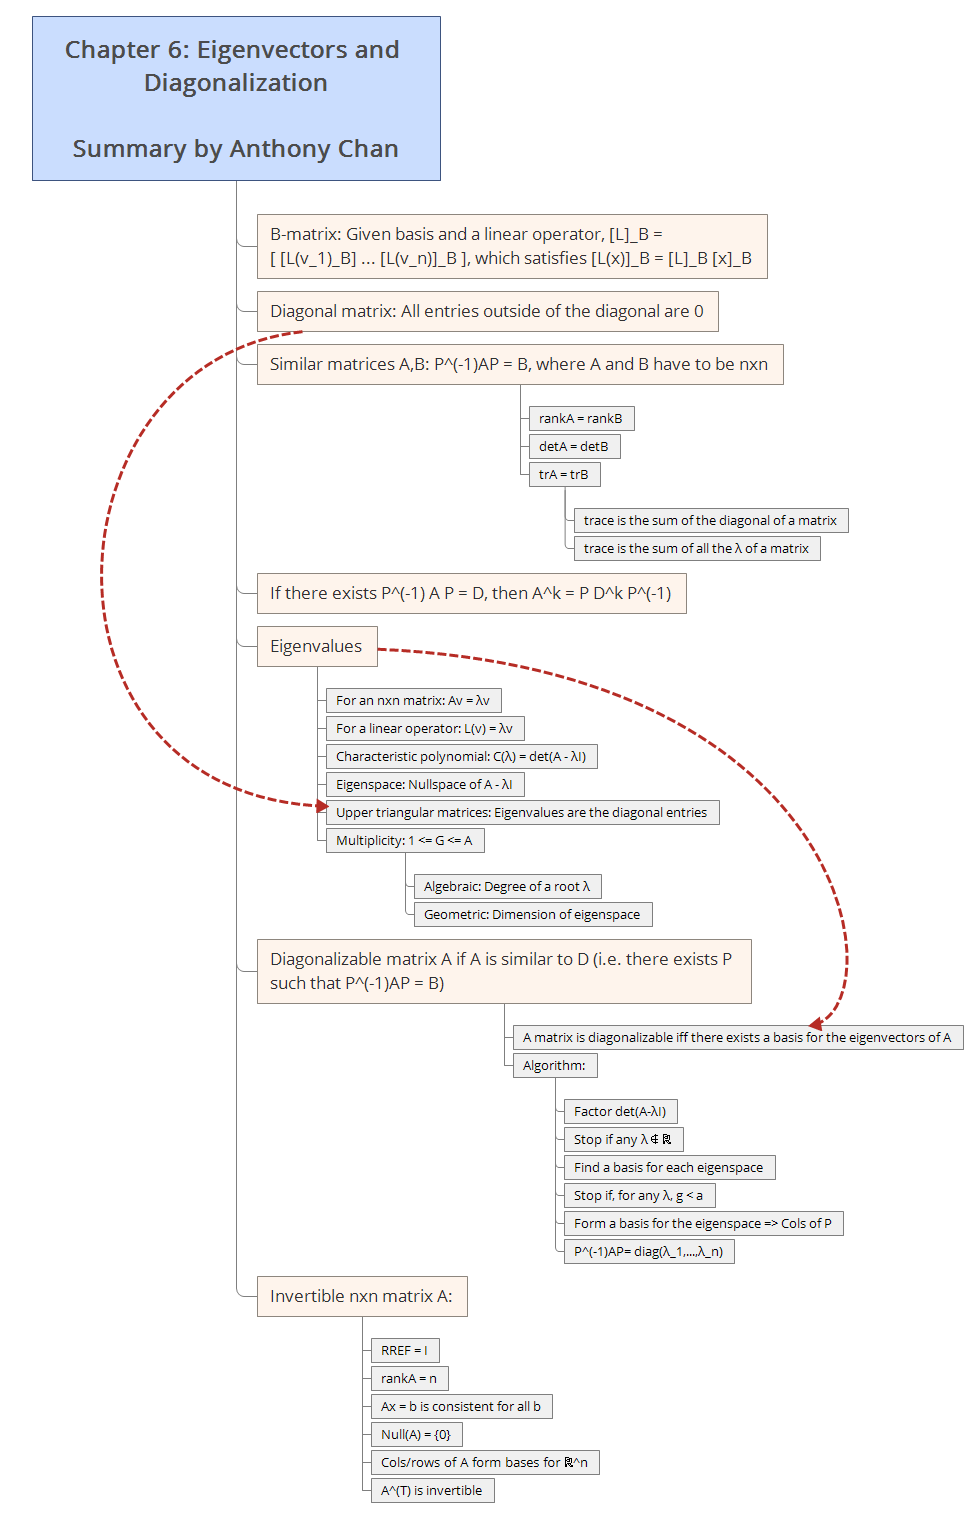 Chapter 6: Eigenvectors and
Diagonalization
Summary by Anthony Chan
B-matrix: Given basis and a linear operator, [L]_B =
[ [L(v_1)_B] ... [L(v_n)]_B ], which satisfies [L(x)]_B = [L]_B [x]_B
Diagonal matrix: All entries outside of the diagonal are 0
Similar matrices A,B: P^(-1)AP = B, where A and B have to be nxn
rankA = rankB
detA = detB
trA = trB
trace is the sum of the diagonal of a matrix
trace is the sum of all the λ of a matrix
If there exists P^(-1) A P = D, then A^k = P D^k P^(-1)
Eigenvalues
For an nxn matrix: Av = λv
For a linear operator: L(v) = λv
Characteristic polynomial: C(λ) = det(A - λI)
Eigenspace: Nullspace of A - λI
Upper triangular matrices: Eigenvalues are the diagonal entries
Multiplicity: 1 <= G <= A
Algebraic: Degree of a root λ
Geometric: Dimension of eigenspace
Diagonalizable matrix A if A is similar to D (i.e. there exists P
such that P^(-1)AP = B)
A matrix is diagonalizable iff there exists a basis for the eigenvectors of A
Algorithm:
Factor det(A-λI)
Stop if any λ ∉ ℝ
Find a basis for each eigenspace
Stop if, for any λ, g < a
Form a basis for the eigenspace => Cols of P
P^(-1)AP= diag(λ_1,...,λ_n)
Invertible nxn matrix A:
RREF = I
rankA = n
Ax = b is consistent for all b
Null(A) = {0}
Cols/rows of A form bases for ℝ^n
A^(T) is invertible